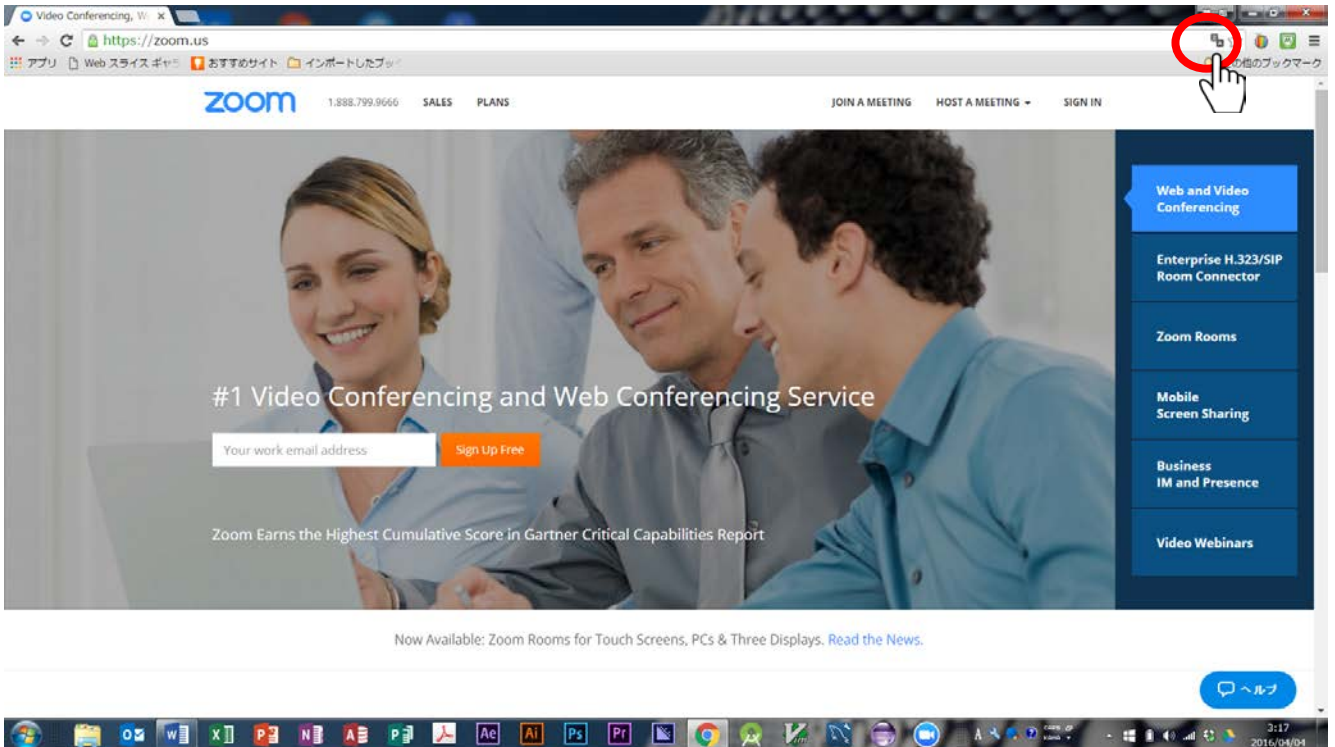 Video Conferencing, W
https://zoom.us
アプリ Web スライス ギャラ おすすめサイト インポートしたブッ の他のブックマーク
zoom 1.888.799.9666 SALES PLANS JOIN A MEETING HOST A MEETING SIGN IN
Web and Video
Conferencing
Enterprise H.323/SIP
Room Connector
Zoom Rooms
Mobile
Screen Sharing
Business
IM and Presence
Video Webinars
#1 Video Conferencing and Web Conferencing Service
Your work email address Sign Up Free
Zoom Earns the Highest Cumulative Score in Gartner Critical Capabilities Report
Now Available: Zoom Rooms for Touch Screens, PCs & Three Displays. Read the News.
ヘルプ
Ae Ai Ps Pr A CAPS KANA 3:17
2016/04/04